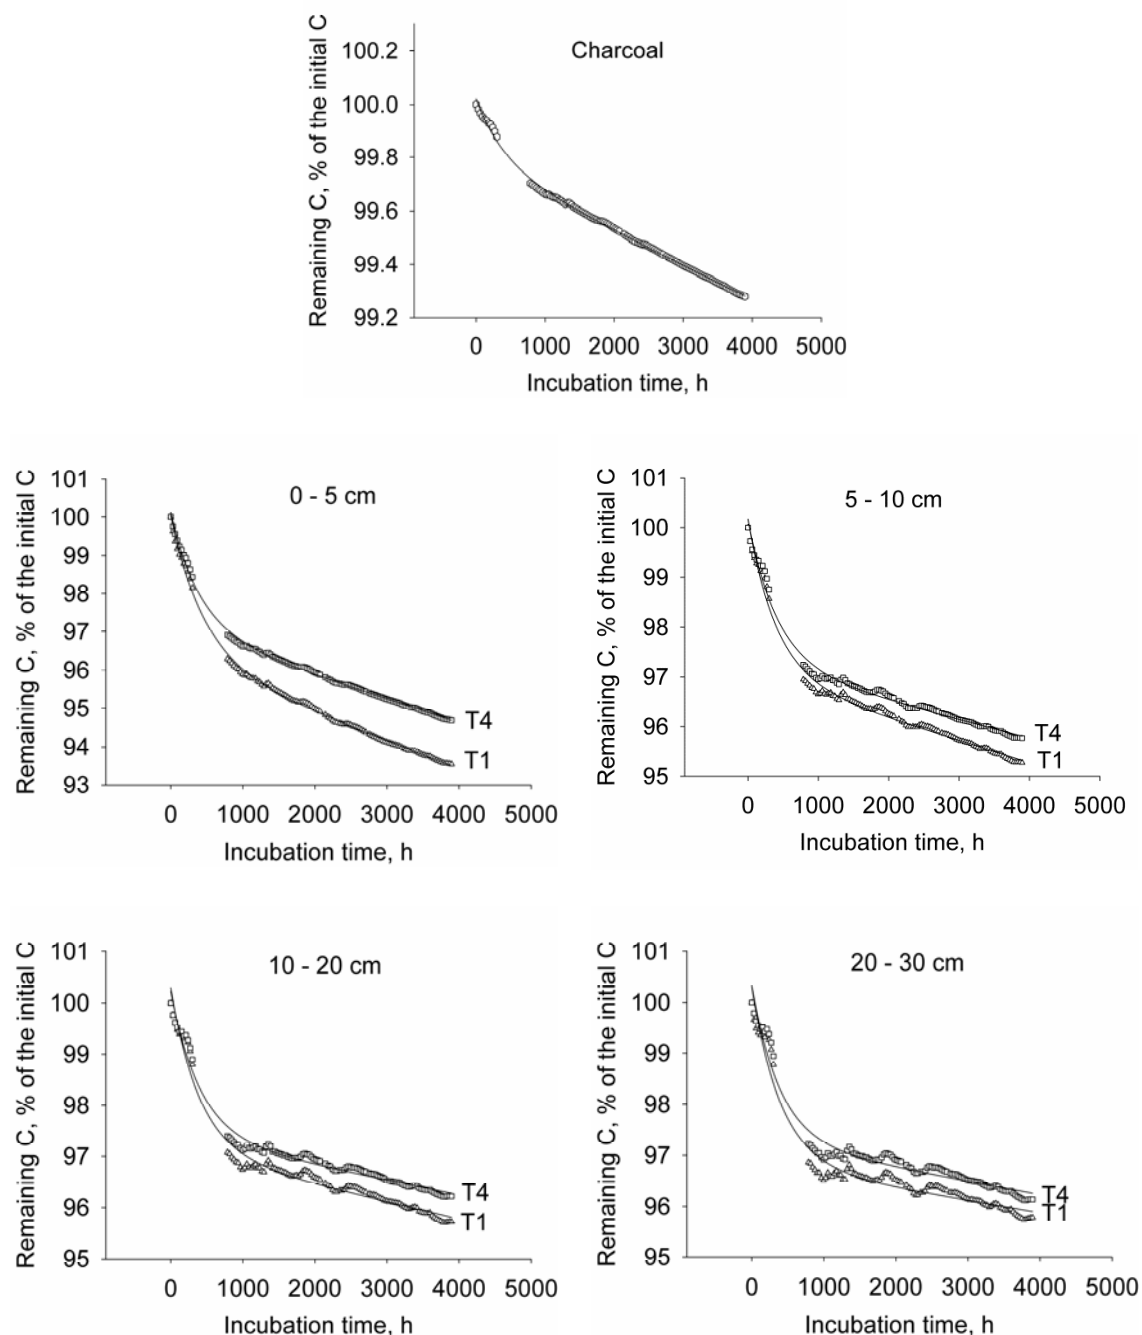 Charcoal
Remaining C, % of the initial C
100.2
100.0
99.8
99.6
99.4
99.2
0 1000 2000 3000 4000 5000
Incubation time, h
0 - 5 cm
Remaining C, % of the initial C
101
100
99
98
97
96
95
94
93
T4
T1
0 1000 2000 3000 4000 5000
Incubation time, h
5 - 10 cm
Remaining C, % of the initial C
101
100
99
98
97
96
95
T4
T1
0 1000 2000 3000 4000 5000
Incubation time, h
10 - 20 cm
Remaining C, % of the initial C
101
100
99
98
97
96
95
T4
T1
0 1000 2000 3000 4000 5000
Incubation time, h
20 - 30 cm
Remaining C, % of the initial C
101
100
99
98
97
96
95
T4
T1
0 1000 2000 3000 4000 5000
Incubation time, h